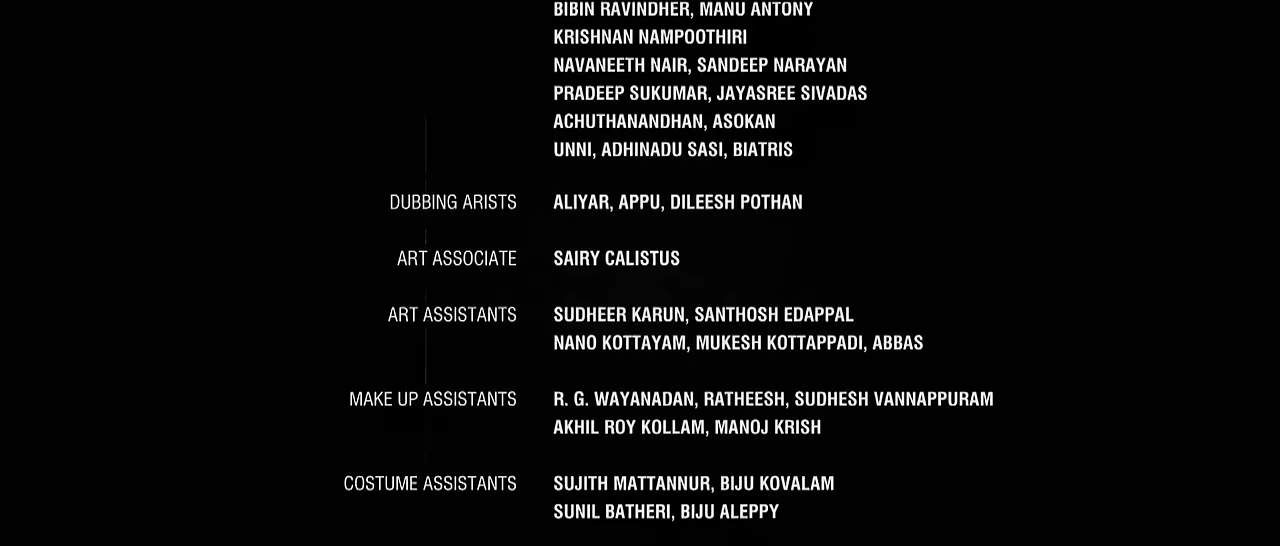 BIBIN RAVINDHER, MANU ANTONY
KRISHNAN NAMPOOTHIRI
NAVANEETH NAIR, SANDEEP NARAYAN
PRADEEP SUKUMAR, JAYASREE SIVADAS
ACHUTHANANDHAN, ASOKAN
UNNI, ADHINADU SASI, BIATRIS
DUBBING ARISTS ALIYAR, APPU, DILEESH POTHAN
ART ASSOCIATE SAIRY CALISTUS
ART ASSISTANTS SUDHEER KARUN, SANTHOSH EDAPPAL
NANO KOTTAYAM, MUKESH KOTTAPPADI, ABBAS
MAKE UP ASSISTANTS R. G. WAYANADAN, RATHEESH, SUDHESH VANNAPPURAM
AKHIL ROY KOLLAM, MANOJ KRISH
COSTUME ASSISTANTS SUJITH MATTANNUR, BIJU KOVALAM
SUNIL BATHERI, BIJU ALEPPY